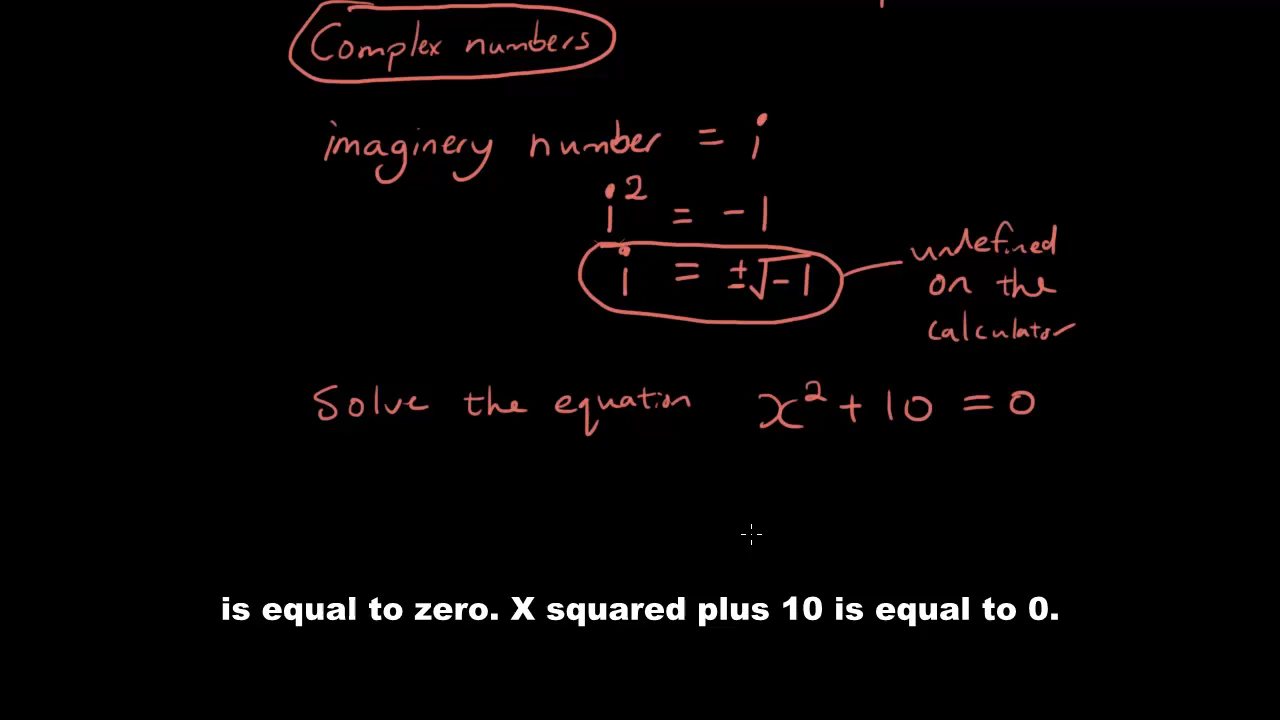 Complex numbers
imaginery number = i
i² = -1
i = ±√-1
undefined
on the
calculator
Solve the equation x² + 10 = 0
is equal to zero. X squared plus 10 is equal to 0.